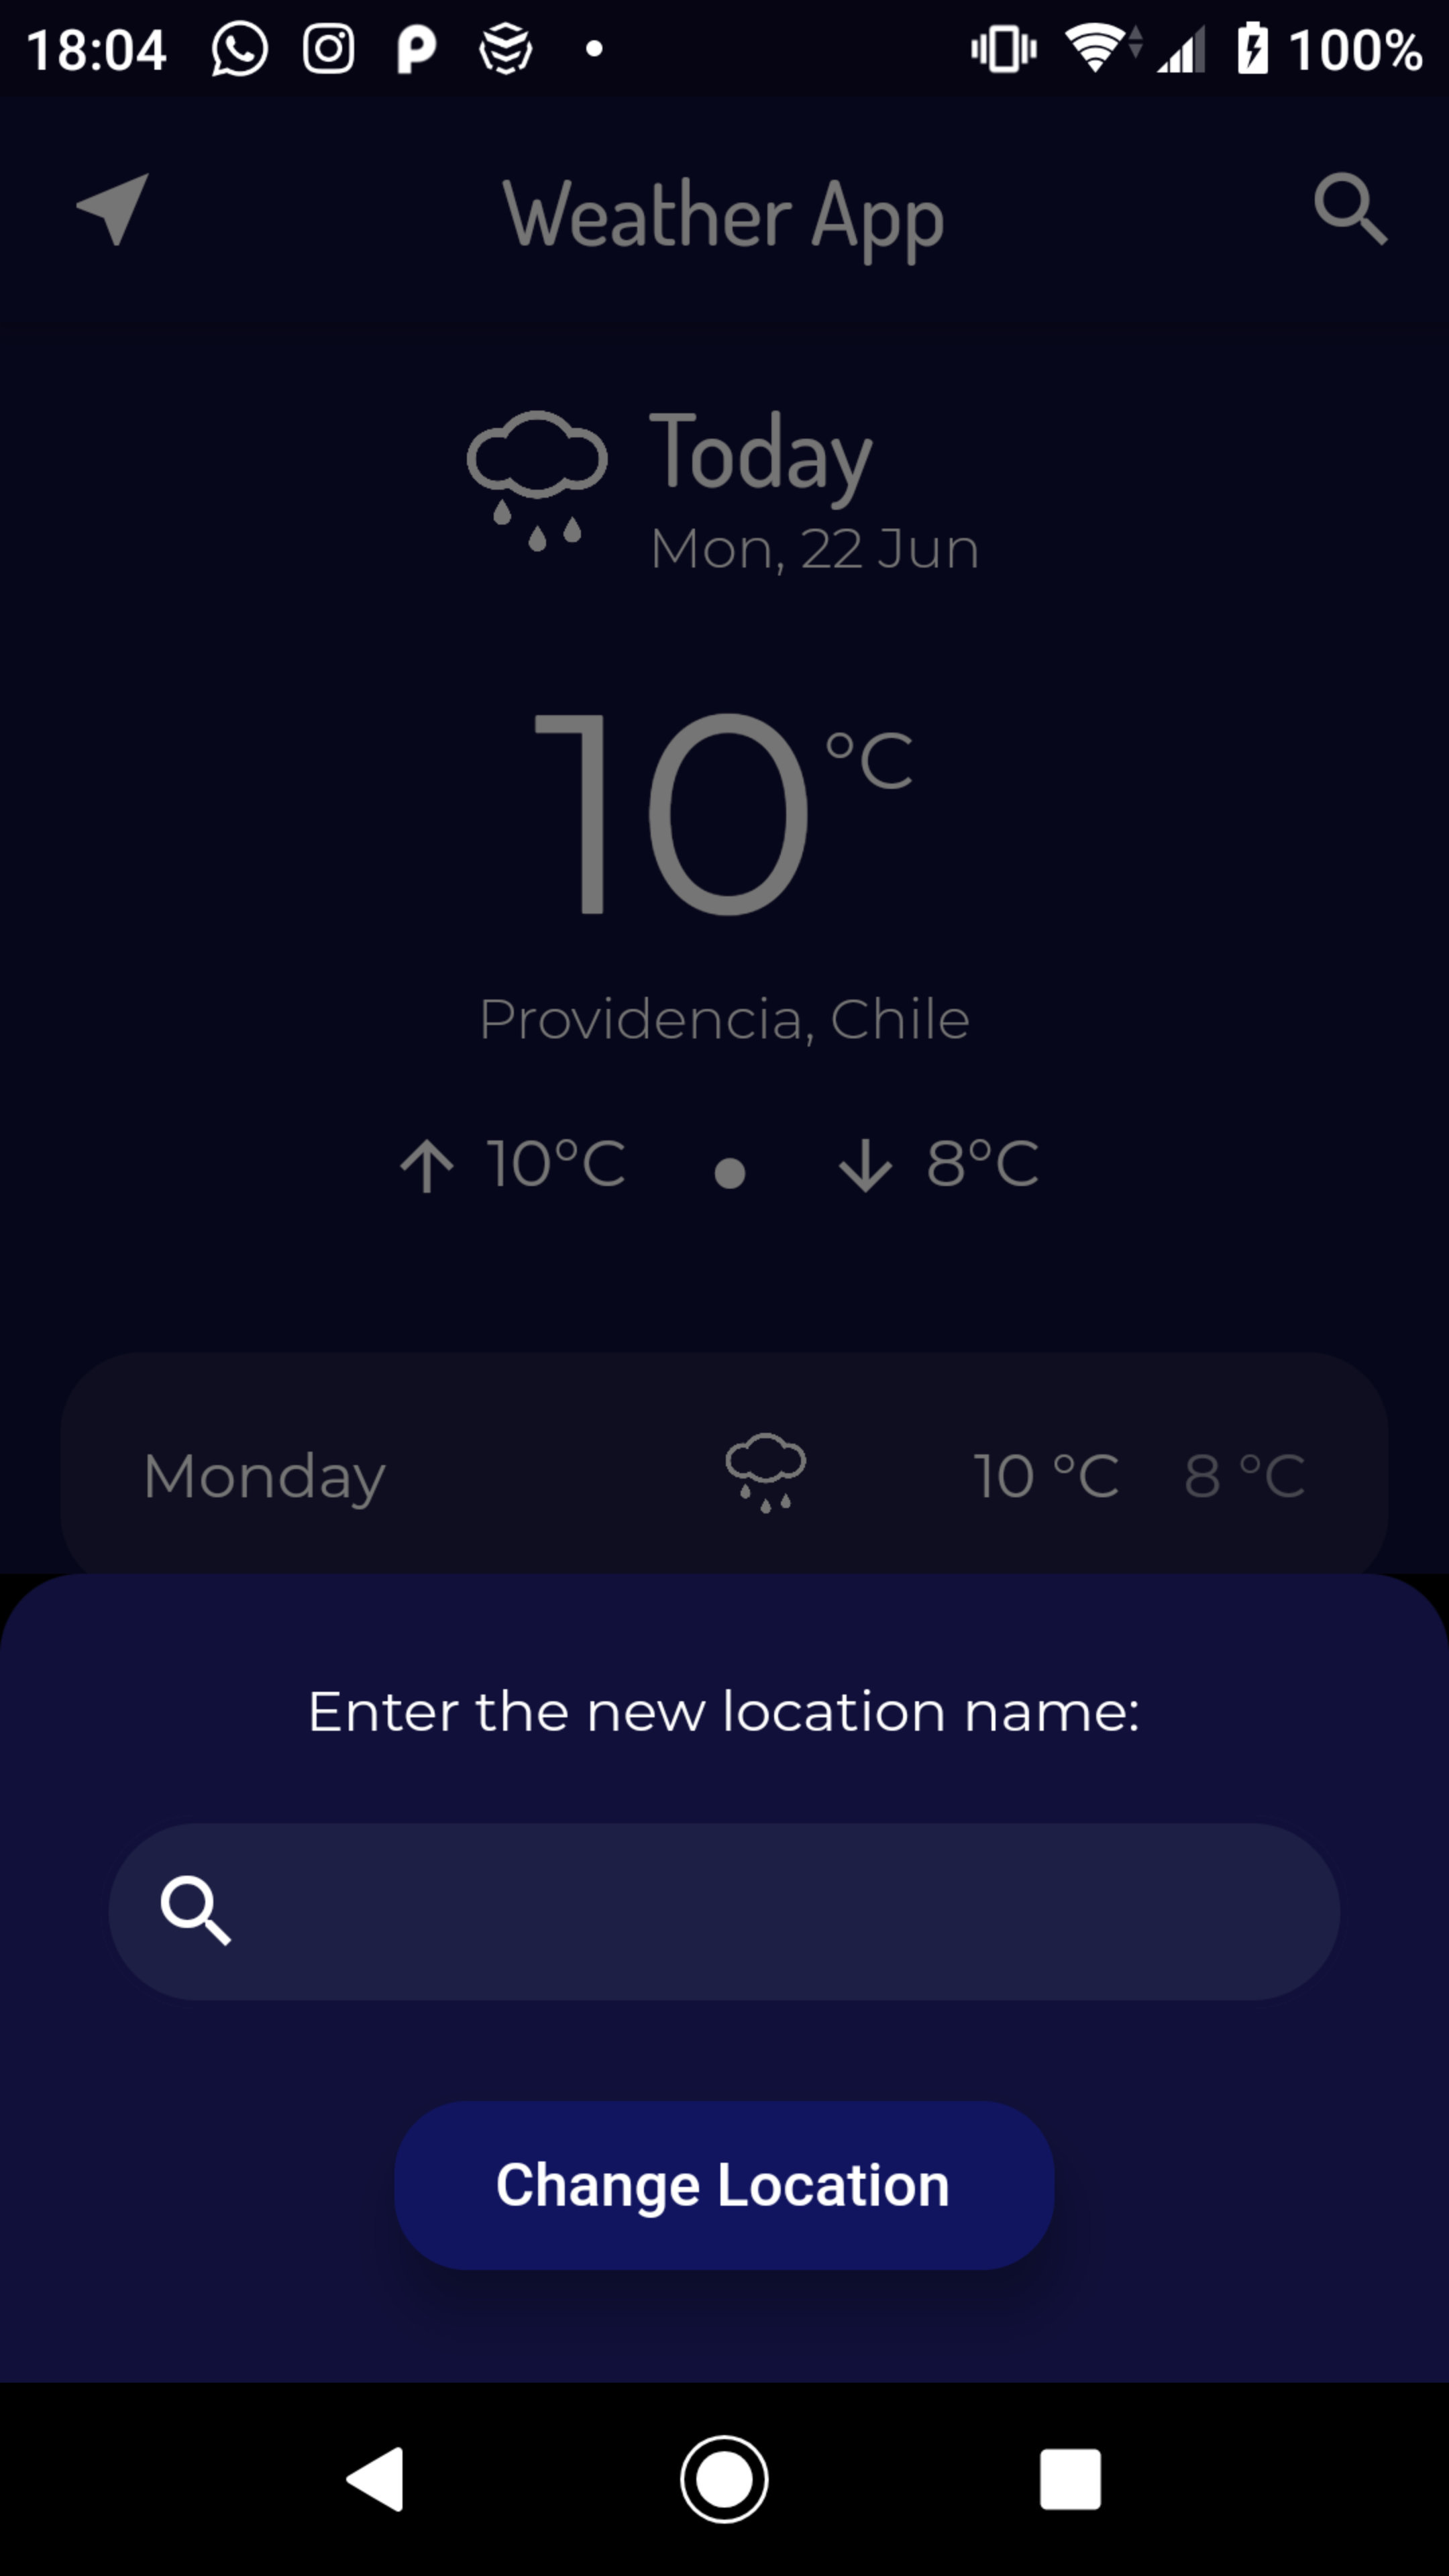 18:04 100%
Weather App
Today
Mon, 22 Jun
10 °C
Providencia, Chile
10°C 8°C
Monday 10 °C 8 °C
Enter the new location name:
Change Location